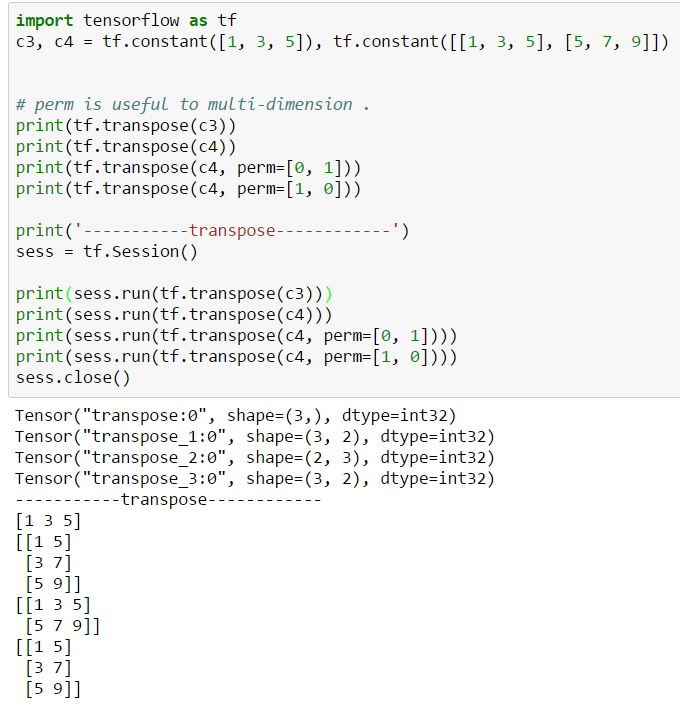 import tensorflow as tf
c3, c4 = tf.constant([1, 3, 5]), tf.constant([[1, 3, 5], [5, 7, 9]])
# perm is useful to multi-dimension .
print(tf.transpose(c3))
print(tf.transpose(c4))
print(tf.transpose(c4, perm=[0, 1]))
print(tf.transpose(c4, perm=[1, 0]))
print('-----------transpose------------')
sess = tf.Session()
print(sess.run(tf.transpose(c3)))
print(sess.run(tf.transpose(c4)))
print(sess.run(tf.transpose(c4, perm=[0, 1])))
print(sess.run(tf.transpose(c4, perm=[1, 0])))
sess.close()
Tensor("transpose:0", shape=(3,), dtype=int32)
Tensor("transpose_1:0", shape=(3, 2), dtype=int32)
Tensor("transpose_2:0", shape=(2, 3), dtype=int32)
Tensor("transpose_3:0", shape=(3, 2), dtype=int32)
-----------transpose------------
[1 3 5]
[[1 5]
 [3 7]
 [5 9]]
[[1 3 5]
 [5 7 9]]
[[1 5]
 [3 7]
 [5 9]]